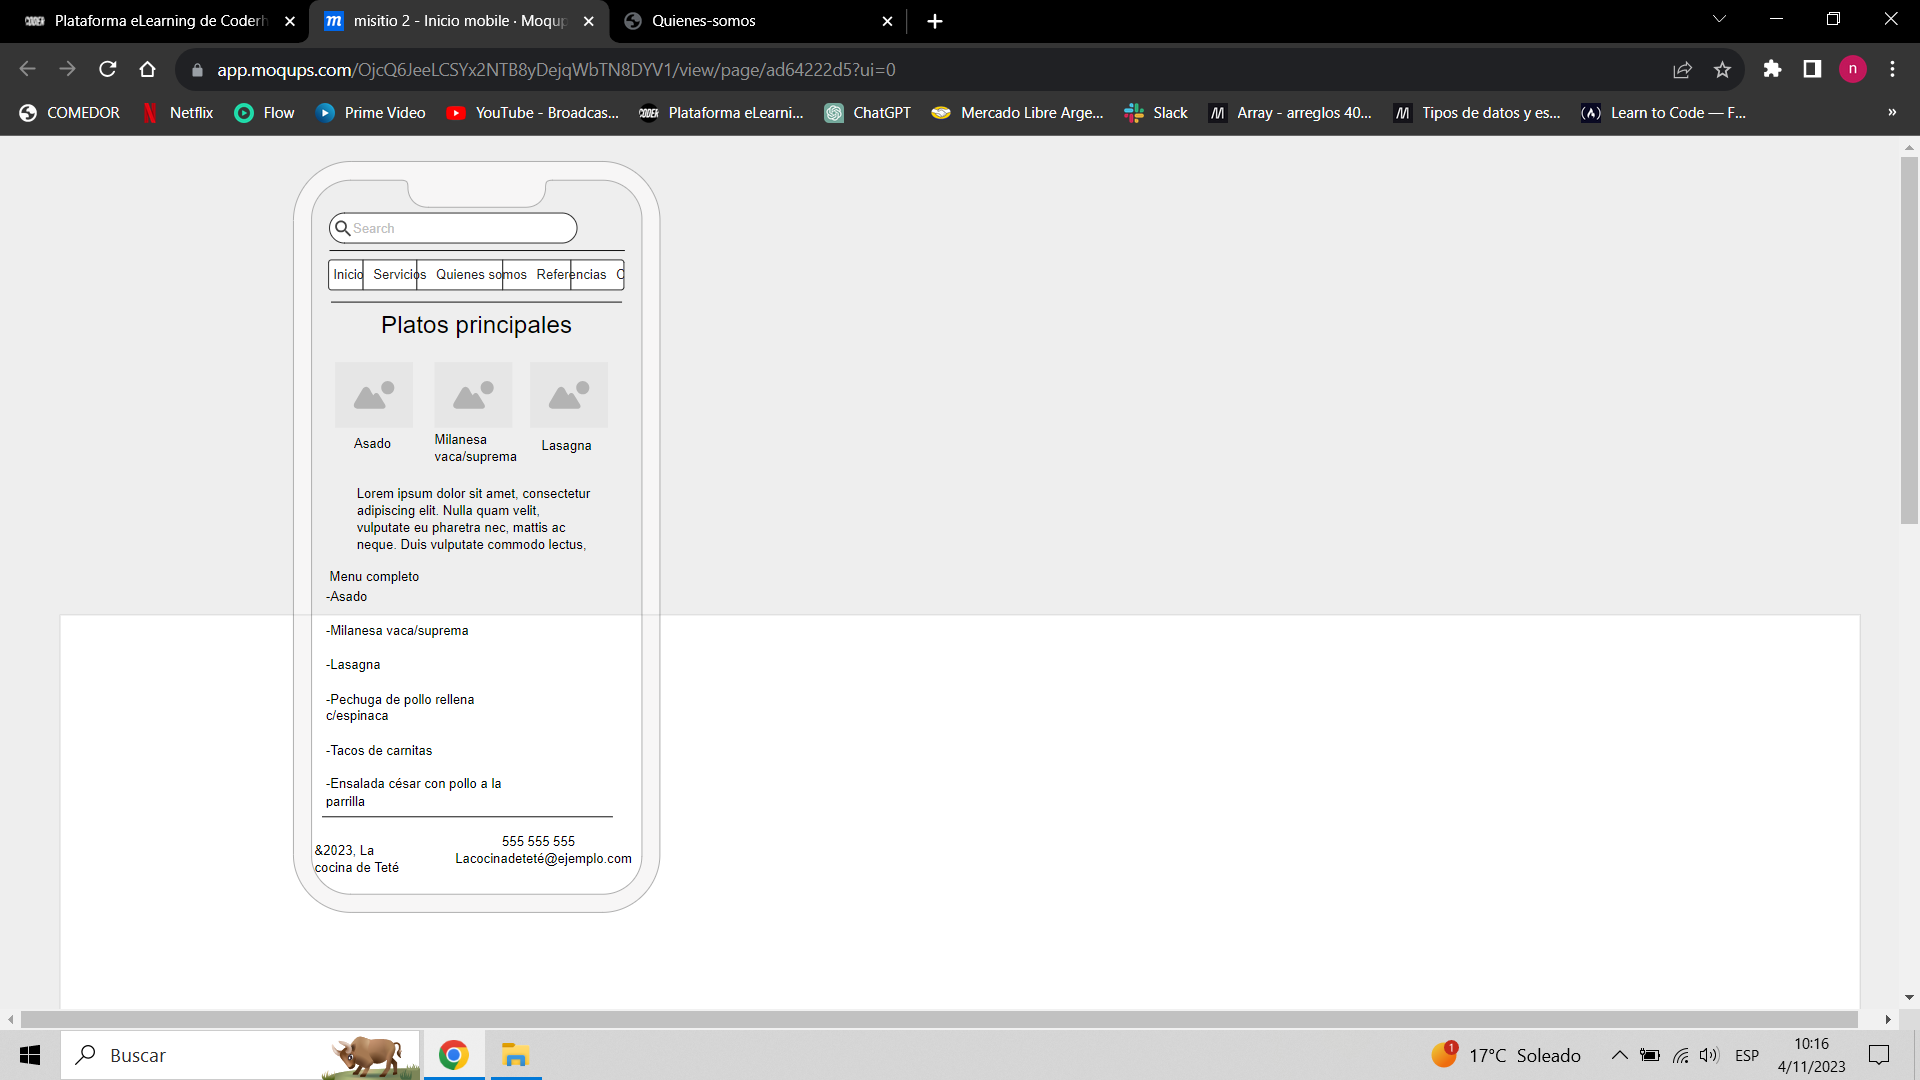 CODER Plataforma eLearning de Coderh
m misitio 2 - Inicio mobile · Moqup
Quienes-somos
app.moqups.com/OjcQ6JeeLCSYx2NTB8yDejqWbTN8DYV1/view/page/ad64222d5?ui=0
n
COMEDOR
Netflix
Flow
Prime Video
YouTube - Broadcas...
CODER Plataforma eLearni...
ChatGPT
Mercado Libre Arge...
Slack
Array - arreglos 40...
Tipos de datos y es...
Learn to Code — F...
»
Search
Inicio Servicios Quienes somos Referencias C
Platos principales
Asado
Milanesa
vaca/suprema
Lasagna
Lorem ipsum dolor sit amet, consectetur
adipiscing elit. Nulla quam velit,
vulputate eu pharetra nec, mattis ac
neque. Duis vulputate commodo lectus,
Menu completo
-Asado
-Milanesa vaca/suprema
-Lasagna
-Pechuga de pollo rellena
c/espinaca
-Tacos de carnitas
-Ensalada césar con pollo a la
parrilla
&2023, La
cocina de Teté
555 555 555
Lacocinadeteté@ejemplo.com
Buscar
1
17°C Soleado
ESP
10:16
4/11/2023